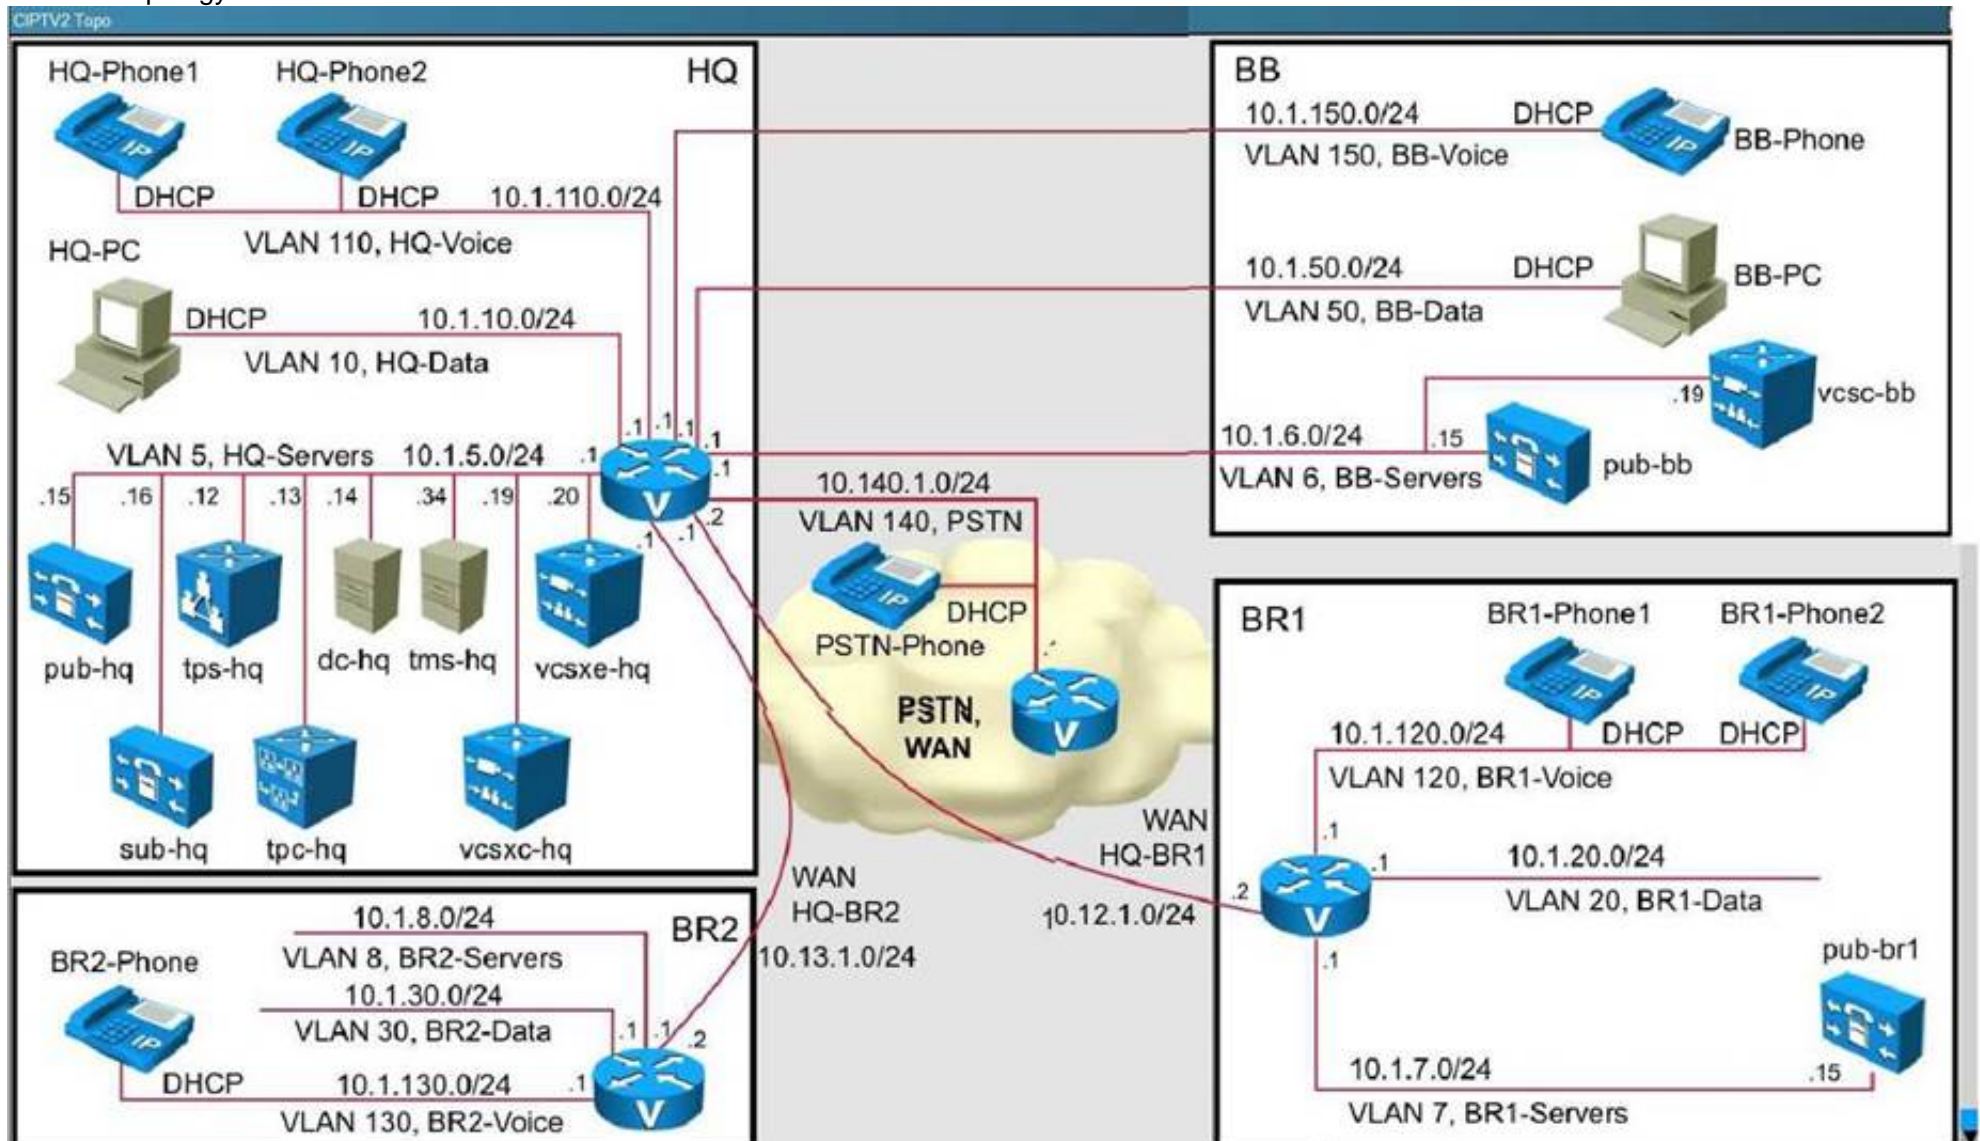 CIPTV2 Topo
HQ
HQ-Phone1
HQ-Phone2
IP
IP
DHCP
DHCP
10.1.110.0/24
VLAN 110, HQ-Voice
HQ-PC
DHCP
10.1.10.0/24
VLAN 10, HQ-Data
VLAN 5, HQ-Servers
10.1.5.0/24
.1
.1
.1
.1
.1
.1
.2
.1
.1
V
.15
.16
.12
.13
.14
.34
.19
.20
pub-hq
tps-hq
dc-hq
tms-hq
vcsxe-hq
sub-hq
tpc-hq
vcsxc-hq
BB
10.1.150.0/24
DHCP
VLAN 150, BB-Voice
IP
BB-Phone
10.1.50.0/24
DHCP
VLAN 50, BB-Data
BB-PC
10.1.6.0/24
VLAN 6, BB-Servers
.15
.19
pub-bb
vcsc-bb
10.140.1.0/24
VLAN 140, PSTN
IP
DHCP
PSTN-Phone
PSTN,
WAN
V
WAN
HQ-BR1
10.12.1.0/24
WAN
HQ-BR2
10.13.1.0/24
BR2
10.1.8.0/24
VLAN 8, BR2-Servers
BR2-Phone
IP
10.1.30.0/24
VLAN 30, BR2-Data
.1
.1
.2
DHCP
10.1.130.0/24
.1
VLAN 130, BR2-Voice
V
BR1
BR1-Phone1
BR1-Phone2
IP
IP
10.1.120.0/24
DHCP
DHCP
VLAN 120, BR1-Voice
.1
.1
.2
10.1.20.0/24
VLAN 20, BR1-Data
V
.1
pub-br1
10.1.7.0/24
.15
VLAN 7, BR1-Servers